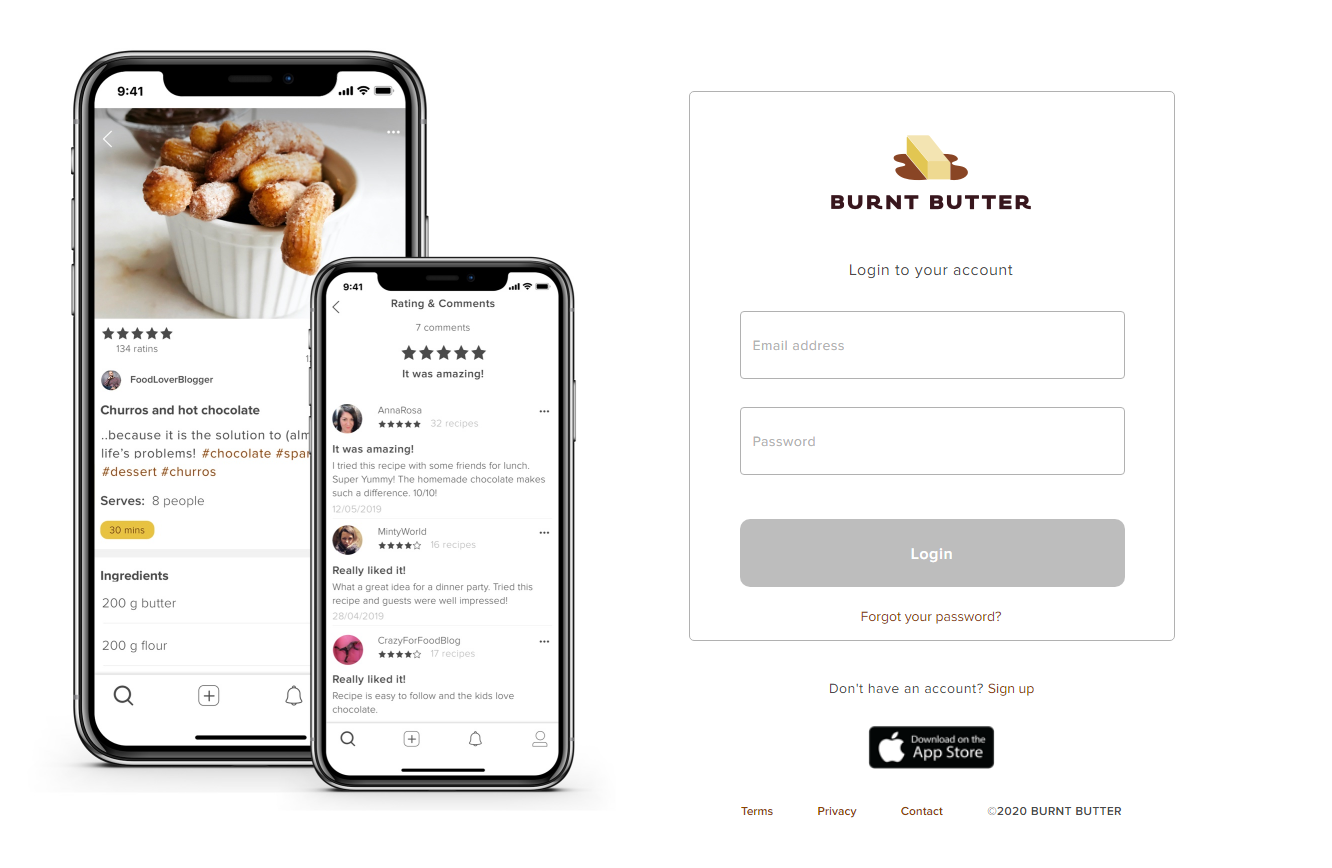 9:41
134 ratins
FoodLoverBlogger
Churros and hot chocolate
..because it is the solution to
life's problems! #chocolate
#dessert #churros
Serves: 8 people
30 mins
Ingredients
200 g butter
200 g flour
9:41
Rating & Comments
7 comments
It was amazing!
AnnaRosa
32 recipes
It was amazing!
I tried this recipe with some friends for lunch.
Super Yummy! The homemade chocolate makes
such a difference. 10/10!
12/05/2019
MintyWorld
16 recipes
Really liked it!
What a great idea for a dinner party. Tried this
recipe and guests were well impressed!
28/04/2019
CrazyForFoodBlog
17 recipes
Really liked it!
Recipe is easy to follow and the kids love
chocolate.
BURNT BUTTER
Login to your account
Email address
Password
Login
Forgot your password?
Don't have an account? Sign up
Download on the
App Store
Terms Privacy Contact ©2020 BURNT BUTTER